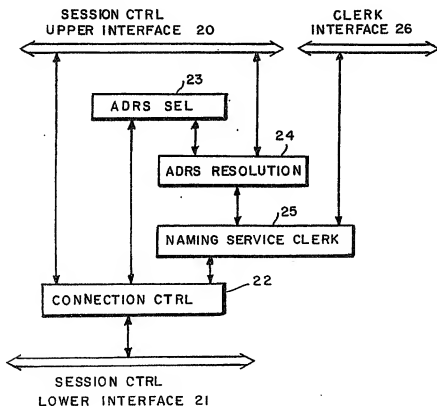 SESSION CTRL
UPPER INTERFACE 20
CLERK
INTERFACE 26
23
ADRS SEL
24
ADRS RESOLUTION
25
NAMING SERVICE CLERK
22
CONNECTION CTRL
SESSION CTRL
LOWER INTERFACE 21